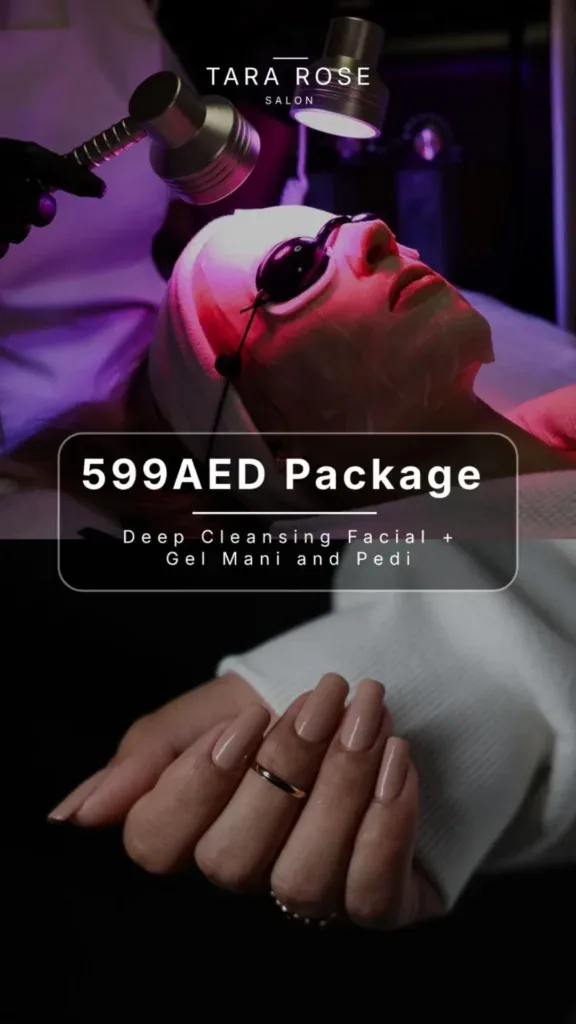 TARA ROSE
SALON
599AED Package
Deep Cleansing Facial +
Gel Mani and Pedi